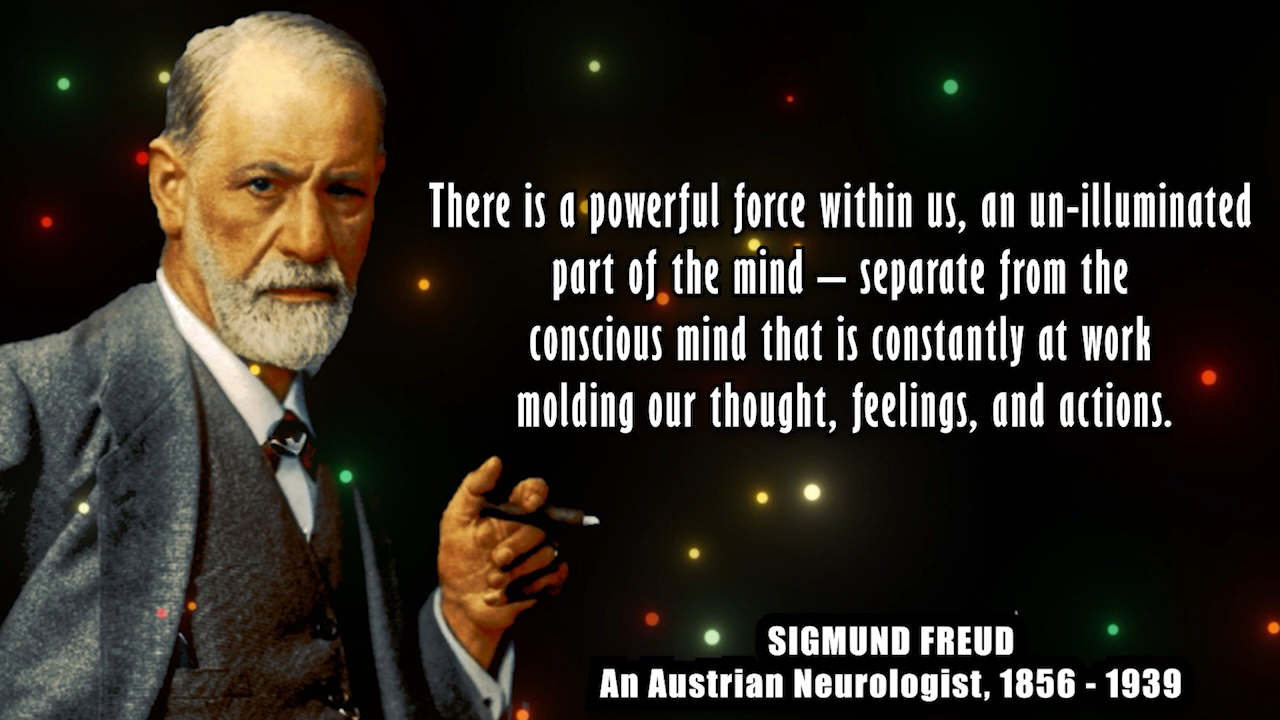 There is a powerful force within us, an un-illuminated
part of the mind – separate from the
conscious mind that is constantly at work
molding our thought, feelings, and actions.
SIGMUND FREUD
An Austrian Neurologist, 1856 - 1939